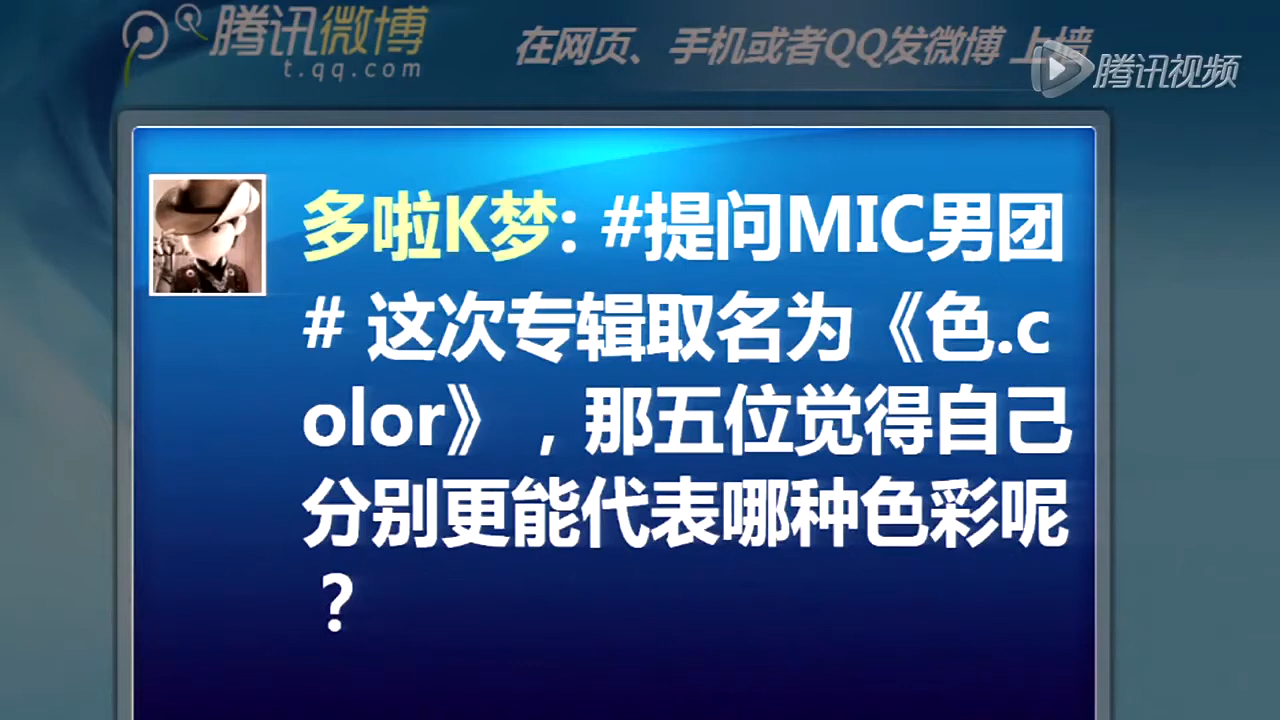 腾讯微博
t.qq.com
在网页、手机或者QQ发微博 上墙
腾讯视频
多啦K梦: #提问MIC男团
# 这次专辑取名为《色.c
olor》，那五位觉得自己
分别更能代表哪种色彩呢
？